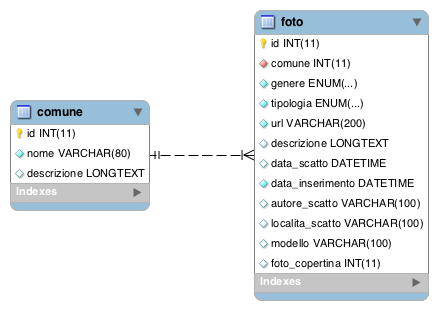 comune
id INT(11)
nome VARCHAR(80)
descrizione LONGTEXT
Indexes
foto
id INT(11)
comune INT(11)
genere ENUM(...)
tipologia ENUM(...)
url VARCHAR(200)
descrizione LONGTEXT
data_scatto DATETIME
data_inserimento DATETIME
autore_scatto VARCHAR(100)
localita_scatto VARCHAR(100)
modello VARCHAR(100)
foto_copertina INT(11)
Indexes